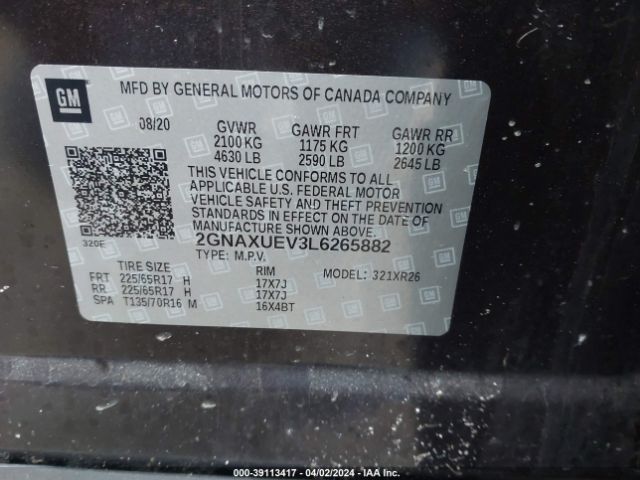 GM
MFD BY GENERAL MOTORS OF CANADA COMPANY
08/20 GVWR GAWR FRT GAWR RR
2100 KG 1175 KG 1200 KG
4630 LB 2590 LB 2645 LB
THIS VEHICLE CONFORMS TO ALL
APPLICABLE U.S. FEDERAL MOTOR
VEHICLE SAFETY AND THEFT PREVENTION
STANDARDS IN EFFECT ON THE DATE OF
MANUFACTURE SHOWN ABOVE.
320E 2GNAXUEV3L6265882
TYPE: M.P.V. MODEL: 321XR26
TIRE SIZE RIM
FRT 225/65R17 H 17X7J
RR 225/65R17 H 17X7J
SPA T135/70R16 M 16X4BT
000-39113417 - 04/02/2024 - IAA Inc.